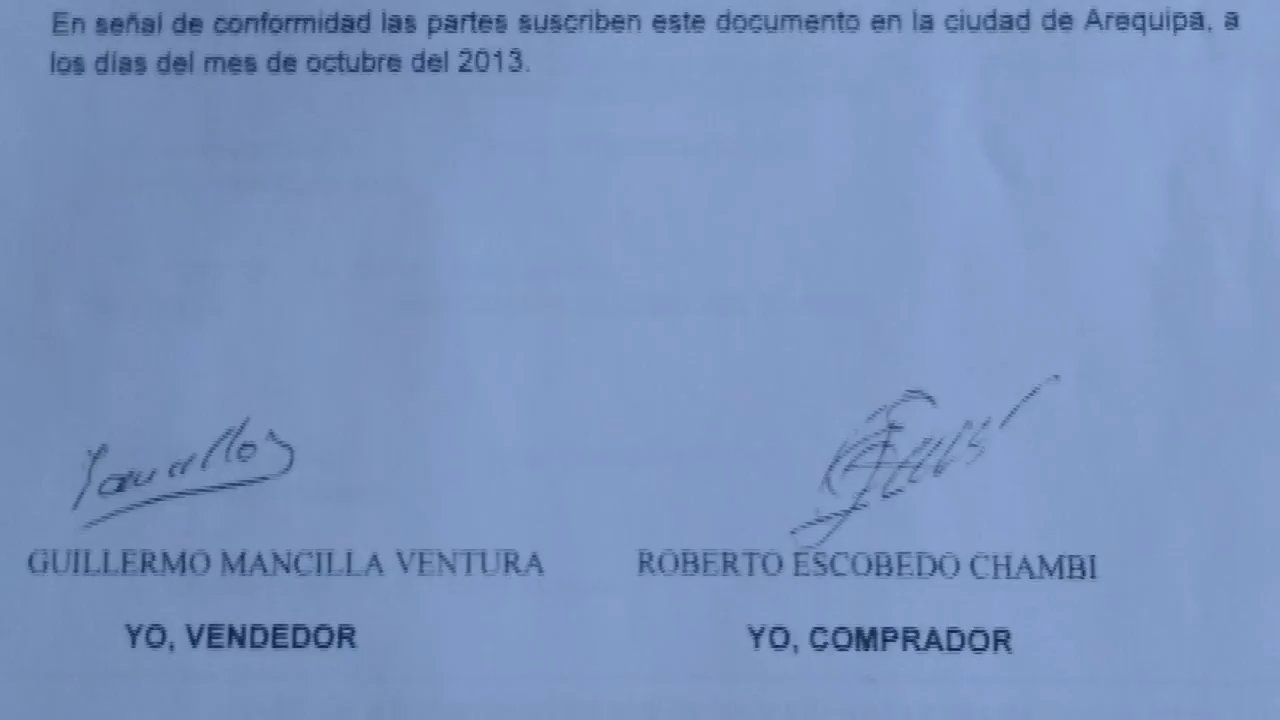 En señal de conformidad las partes suscriben este documento en la ciudad de Arequipa, a
los días del mes de octubre del 2013.
GUILLERMO MANCILLA VENTURA ROBERTO ESCOBEDO CHAMBI
YO, VENDEDOR YO, COMPRADOR